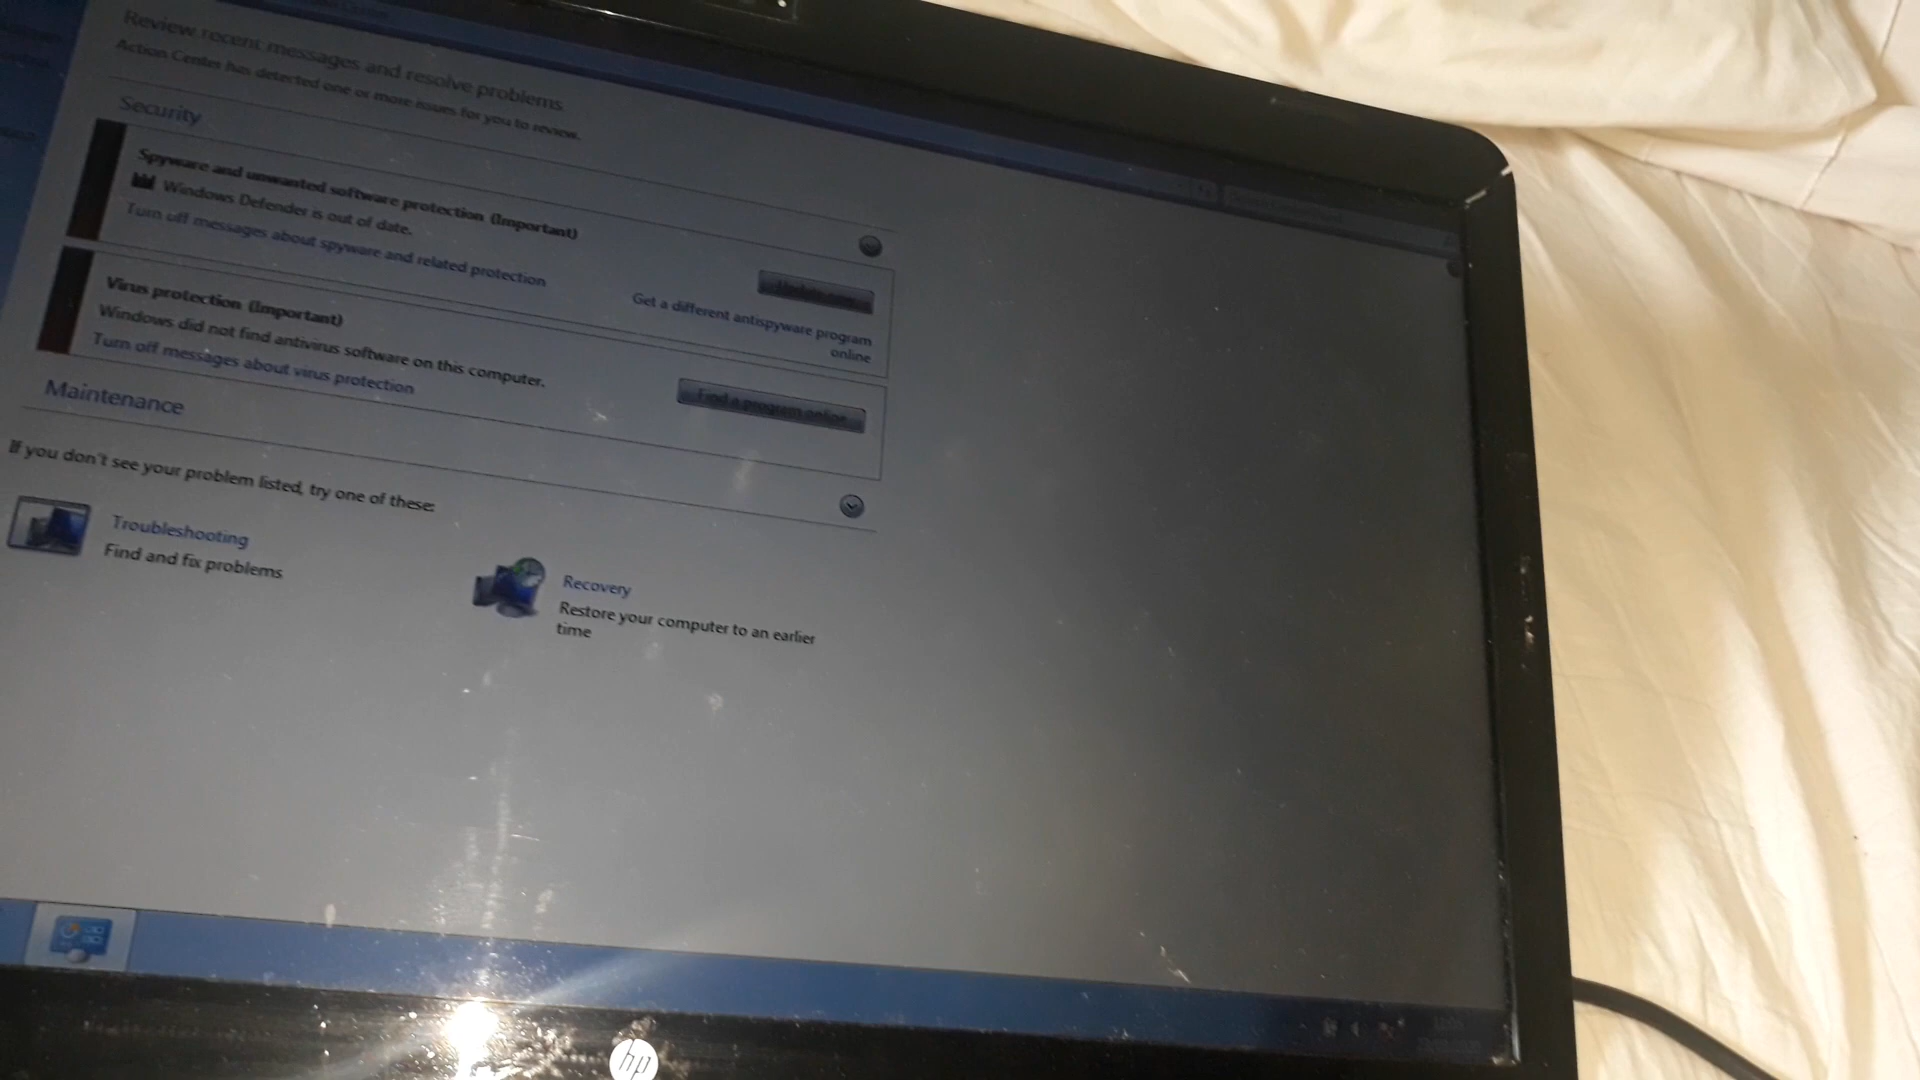 Review recent messages and resolve problems
Action Center has detected one or more issues for you to review.
Security
Spyware and unwanted software protection (Important)
Windows Defender is out of date.
Turn off messages about spyware and related protection
Update now
Get a different antispyware program
online
Virus protection (Important)
Windows did not find antivirus software on this computer.
Turn off messages about virus protection
Find a program online
Maintenance
If you don't see your problem listed, try one of these:
Troubleshooting
Find and fix problems
Recovery
Restore your computer to an earlier
time
hp